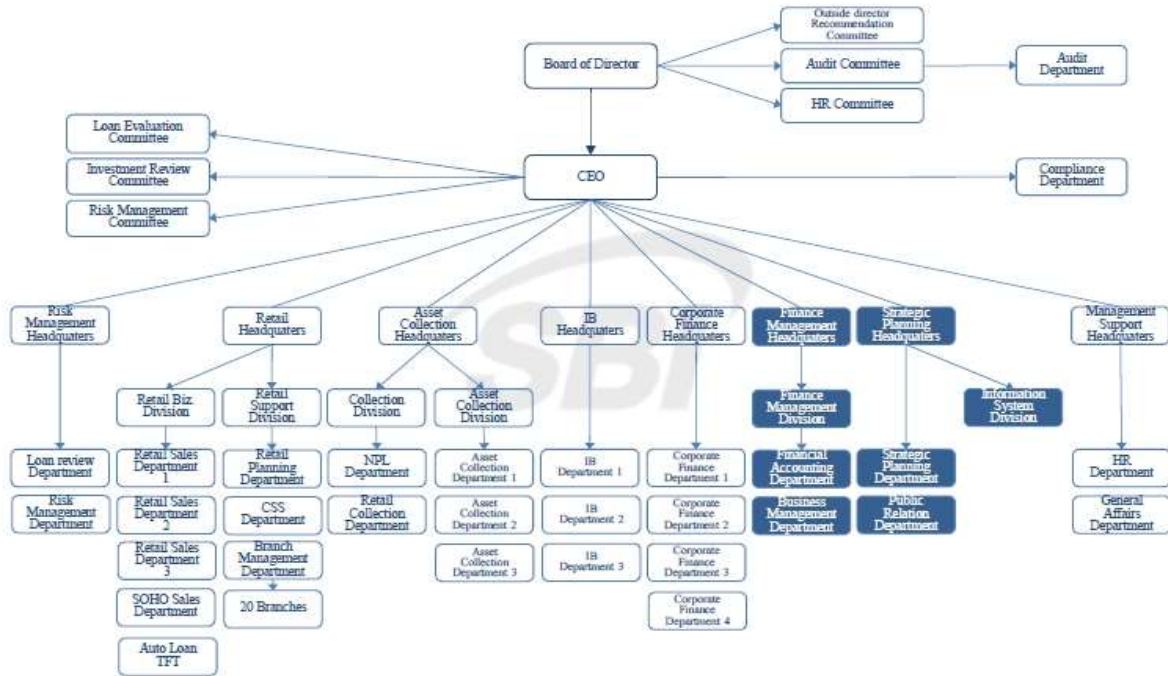 Outside director
Recommendation
Committee
Board of Director
Audit Committee
Audit
Department
HR Committee
Loan Evaluation
Committee
Investment Review
Committee
Risk Management
Committee
CEO
Compliance
Department
SBI
Risk
Management
Headquaters
Retail
Headquaters
Asset
Collection
Headquaters
IB
Headquaters
Corporate
Finance
Headquaters
Finance
Management
Headquaters
Strategic
Planning
Headquaters
Management
Support
Headquaters
Retail Biz.
Division
Retail
Support
Division
Collection
Division
Asset
Collection
Division
Finance
Management
Division
Information
System
Division
Loan review
Department
Retail Sales
Department
1
Retail
Planning
Department
NPL
Department
Asset
Collection
Department 1
IB
Department 1
Corporate
Finance
Department 1
Financial
Accounting
Department
Strategic
Planning
Department
HR
Department
Risk
Management
Department
Retail Sales
Department
2
CSS
Department
Retail
Collection
Department
Asset
Collection
Department 2
IB
Department 2
Corporate
Finance
Department 2
Business
Management
Department
Public
Relation
Department
General
Affairs
Department
Retail Sales
Department
3
Branch
Management
Department
Asset
Collection
Department 3
IB
Department 3
Corporate
Finance
Department 3
SOHO Sales
Department
20 Branches
Corporate
Finance
Department 4
Auto Loan
TFT